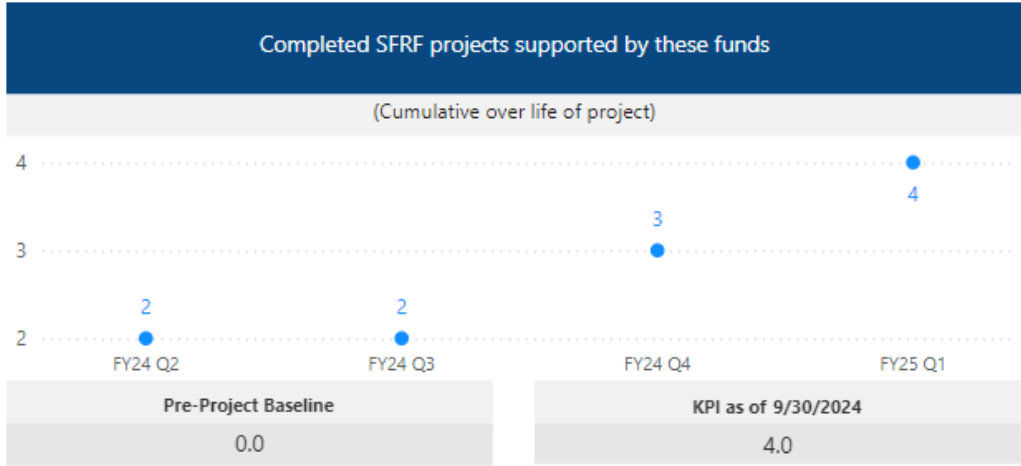 Completed SFRF projects supported by these funds
(Cumulative over life of project)
4
4
3
3
2 2
2
FY24 Q2 FY24 Q3 FY24 Q4 FY25 Q1
Pre-Project Baseline KPI as of 9/30/2024
0.0 4.0